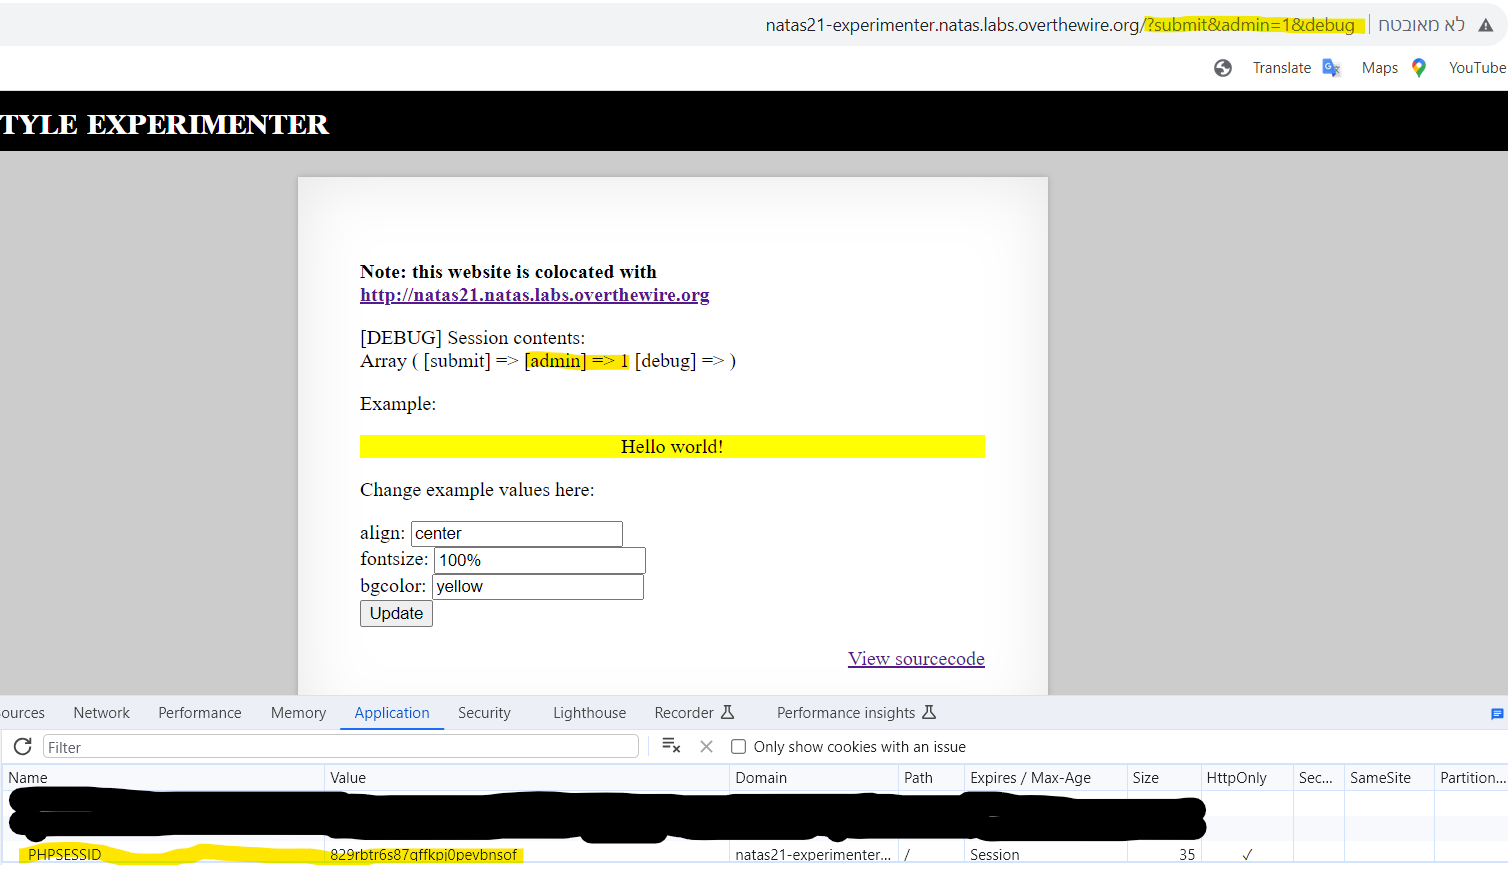 natas21-experimenter.natas.labs.overthewire.org/?submit&admin=1&debug לא מאובטח
Translate Maps YouTube
TYLE EXPERIMENTER
Note: this website is colocated with
http://natas21.natas.labs.overthewire.org
[DEBUG] Session contents:
Array ( [submit] => [admin] => 1 [debug] => )
Example:
Hello world!
Change example values here:
align: center
fontsize: 100%
bgcolor: yellow
Update
View sourcecode
ources Network Performance Memory Application Security Lighthouse Recorder Performance insights
Filter Only show cookies with an issue
Name Value Domain Path Expires / Max-Age Size HttpOnly Sec... SameSite Partition...
PHPSESSID natas21-experimenter... / Session 35 ✓